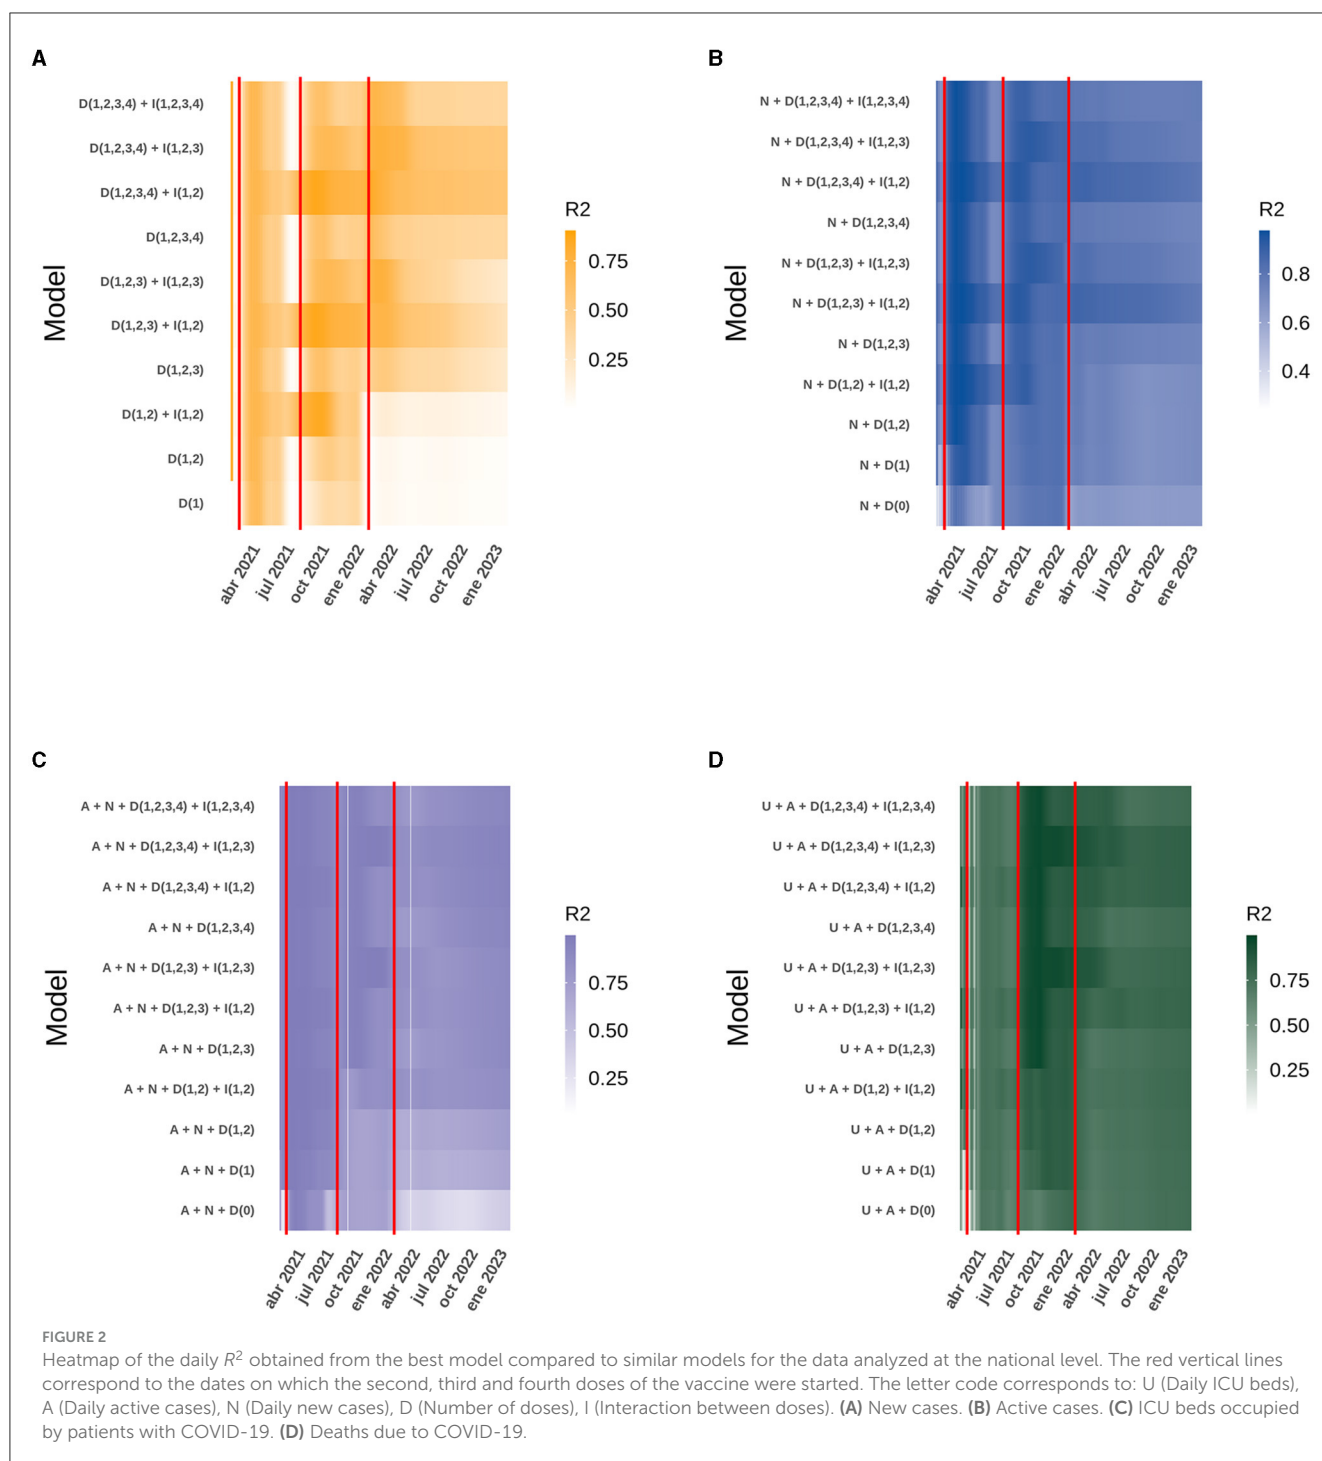 A
D(1,2,3,4) + I(1,2,3,4)
D(1,2,3,4) + I(1,2,3)
D(1,2,3,4) + I(1,2)
D(1,2,3,4)
D(1,2,3) + I(1,2,3)
D(1,2,3) + I(1,2)
D(1,2,3)
D(1,2) + I(1,2)
D(1,2)
D(1)
Model
abr 2021
jul 2021
oct 2021
ene 2022
abr 2022
jul 2022
oct 2022
ene 2023
R2
0.75
0.50
0.25
B
N + D(1,2,3,4) + I(1,2,3,4)
N + D(1,2,3,4) + I(1,2,3)
N + D(1,2,3,4) + I(1,2)
N + D(1,2,3,4)
N + D(1,2,3) + I(1,2,3)
N + D(1,2,3) + I(1,2)
N + D(1,2,3)
N + D(1,2) + I(1,2)
N + D(1,2)
N + D(1)
N + D(0)
Model
abr 2021
jul 2021
oct 2021
ene 2022
abr 2022
jul 2022
oct 2022
ene 2023
R2
0.8
0.6
0.4
C
A + N + D(1,2,3,4) + I(1,2,3,4)
A + N + D(1,2,3,4) + I(1,2,3)
A + N + D(1,2,3,4) + I(1,2)
A + N + D(1,2,3,4)
A + N + D(1,2,3) + I(1,2,3)
A + N + D(1,2,3) + I(1,2)
A + N + D(1,2,3)
A + N + D(1,2) + I(1,2)
A + N + D(1,2)
A + N + D(1)
A + N + D(0)
Model
abr 2021
jul 2021
oct 2021
ene 2022
abr 2022
jul 2022
oct 2022
ene 2023
R2
0.75
0.50
0.25
D
U + A + D(1,2,3,4) + I(1,2,3,4)
U + A + D(1,2,3,4) + I(1,2,3)
U + A + D(1,2,3,4) + I(1,2)
U + A + D(1,2,3,4)
U + A + D(1,2,3) + I(1,2,3)
U + A + D(1,2,3) + I(1,2)
U + A + D(1,2,3)
U + A + D(1,2) + I(1,2)
U + A + D(1,2)
U + A + D(1)
U + A + D(0)
Model
abr 2021
jul 2021
oct 2021
ene 2022
abr 2022
jul 2022
oct 2022
ene 2023
R2
0.75
0.50
0.25
FIGURE 2
Heatmap of the daily R² obtained from the best model compared to similar models for the data analyzed at the national level. The red vertical lines
correspond to the dates on which the second, third and fourth doses of the vaccine were started. The letter code corresponds to: U (Daily ICU beds),
A (Daily active cases), N (Daily new cases), D (Number of doses), I (Interaction between doses). (A) New cases. (B) Active cases. (C) ICU beds occupied
by patients with COVID-19. (D) Deaths due to COVID-19.